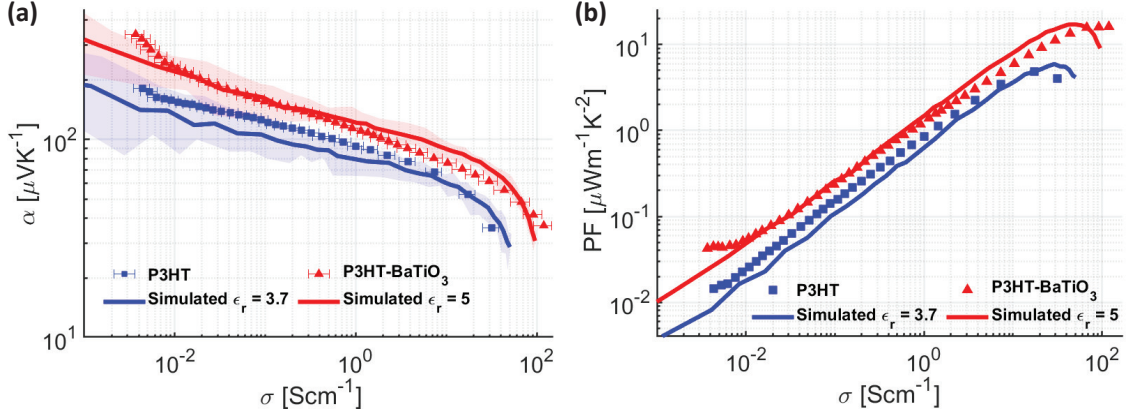 (a)
α [μVK⁻¹]
10²
10¹
P3HT
P3HT-BaTiO₃
Simulated ϵᵣ = 3.7
Simulated ϵᵣ = 5
10⁻²
10⁰
10²
σ [Scm⁻¹]
(b)
PF [μWm⁻¹K⁻²]
10¹
10⁰
10⁻¹
10⁻²
P3HT
P3HT-BaTiO₃
Simulated ϵᵣ = 3.7
Simulated ϵᵣ = 5
10⁻²
10⁰
10²
σ [Scm⁻¹]